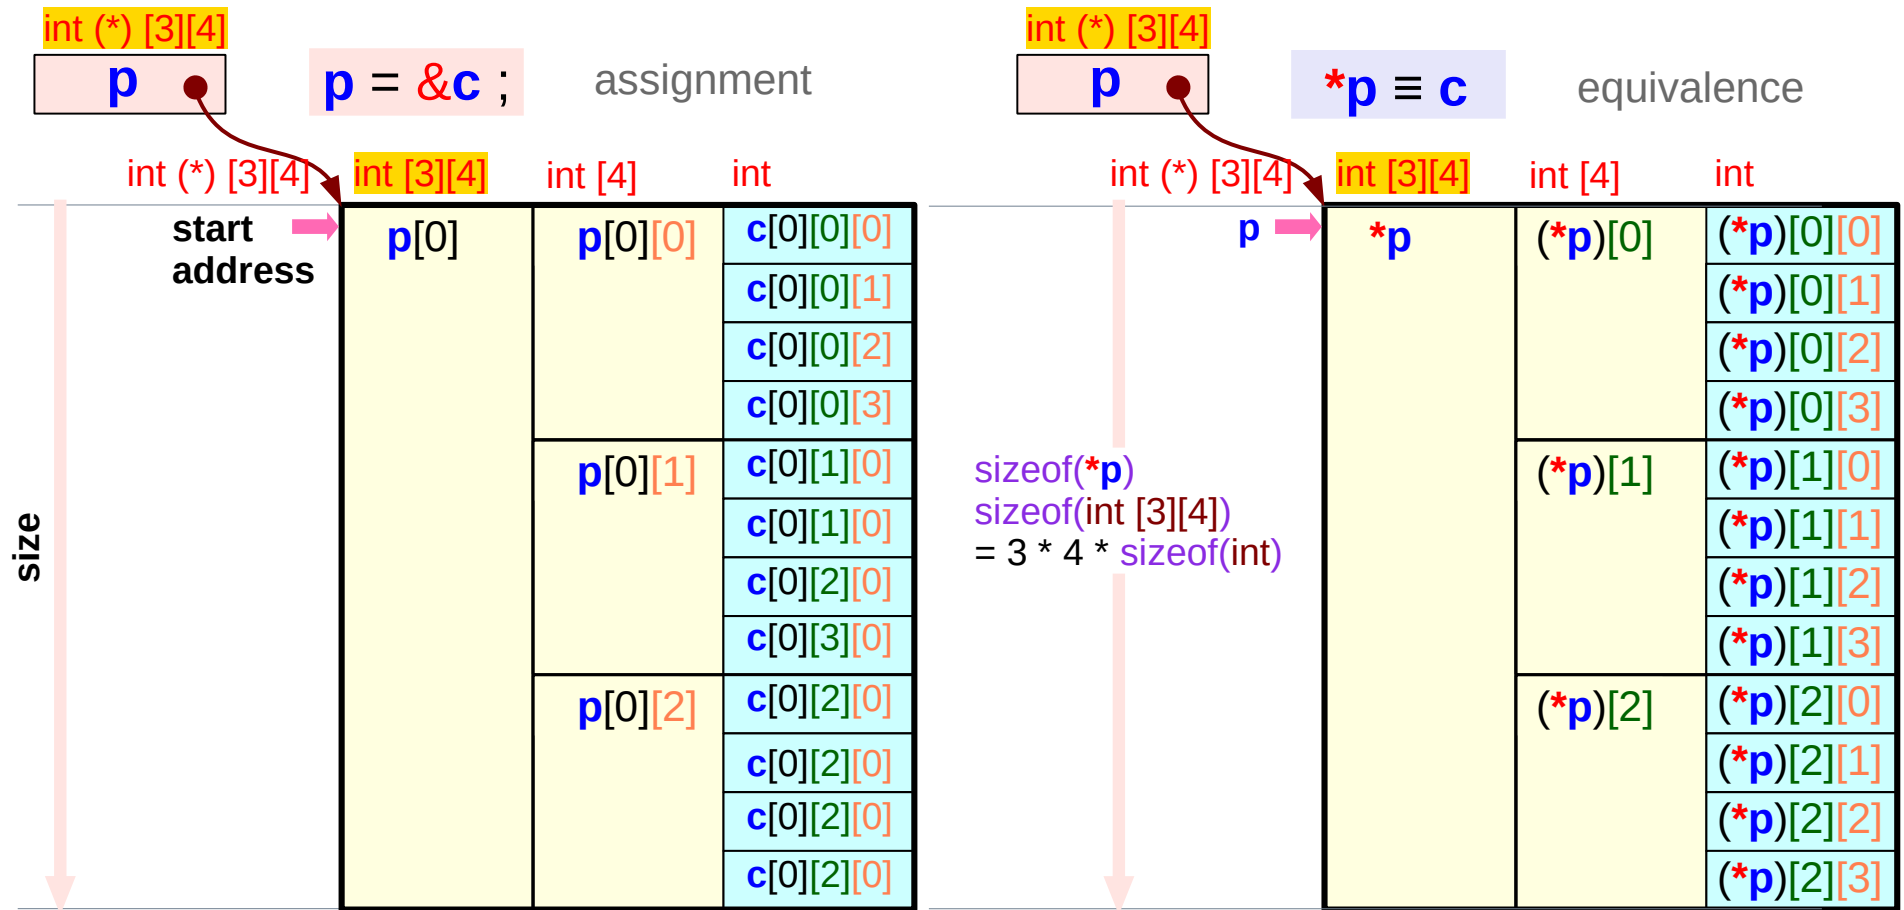 int (*) [3][4]
p
p = &c ;
assignment
int (*) [3][4]
int [3][4]
int [4]
int
start
address
size
p[0]
p[0][0]
c[0][0][0]
c[0][0][1]
c[0][0][2]
c[0][0][3]
p[0][1]
c[0][1][0]
c[0][1][0]
c[0][2][0]
c[0][3][0]
p[0][2]
c[0][2][0]
c[0][2][0]
c[0][2][0]
c[0][2][0]
int (*) [3][4]
p
*p ≡ c
equivalence
int (*) [3][4]
int [3][4]
int [4]
int
p
sizeof(*p)
sizeof(int [3][4])
= 3 * 4 * sizeof(int)
*p
(*p)[0]
(*p)[0][0]
(*p)[0][1]
(*p)[0][2]
(*p)[0][3]
(*p)[1]
(*p)[1][0]
(*p)[1][1]
(*p)[1][2]
(*p)[1][3]
(*p)[2]
(*p)[2][0]
(*p)[2][1]
(*p)[2][2]
(*p)[2][3]